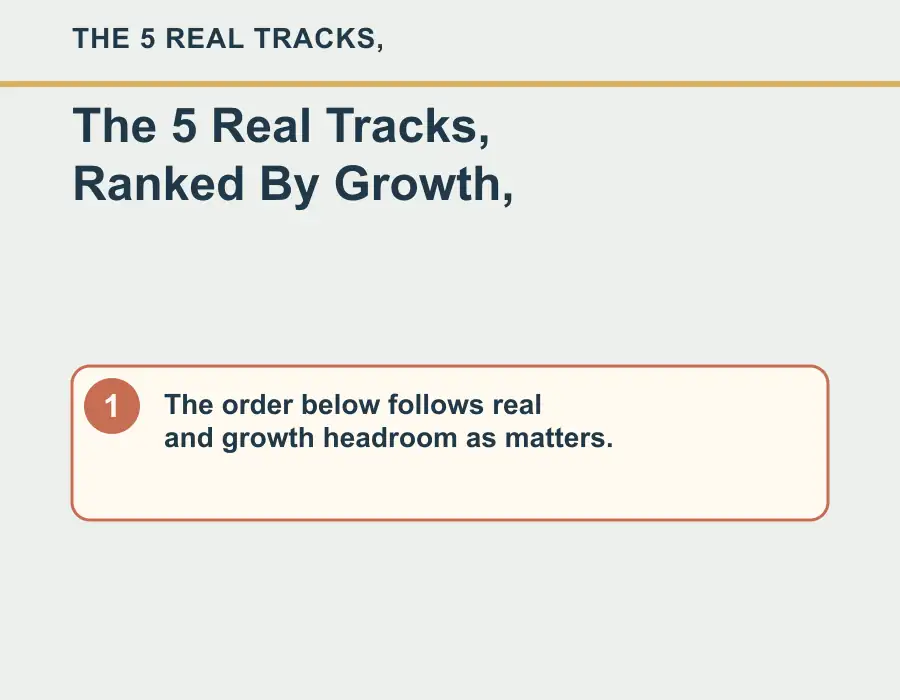 THE 5 REAL TRACKS,
The 5 Real Tracks,
Ranked By Growth,
1
The order below follows real
and growth headroom as matters.